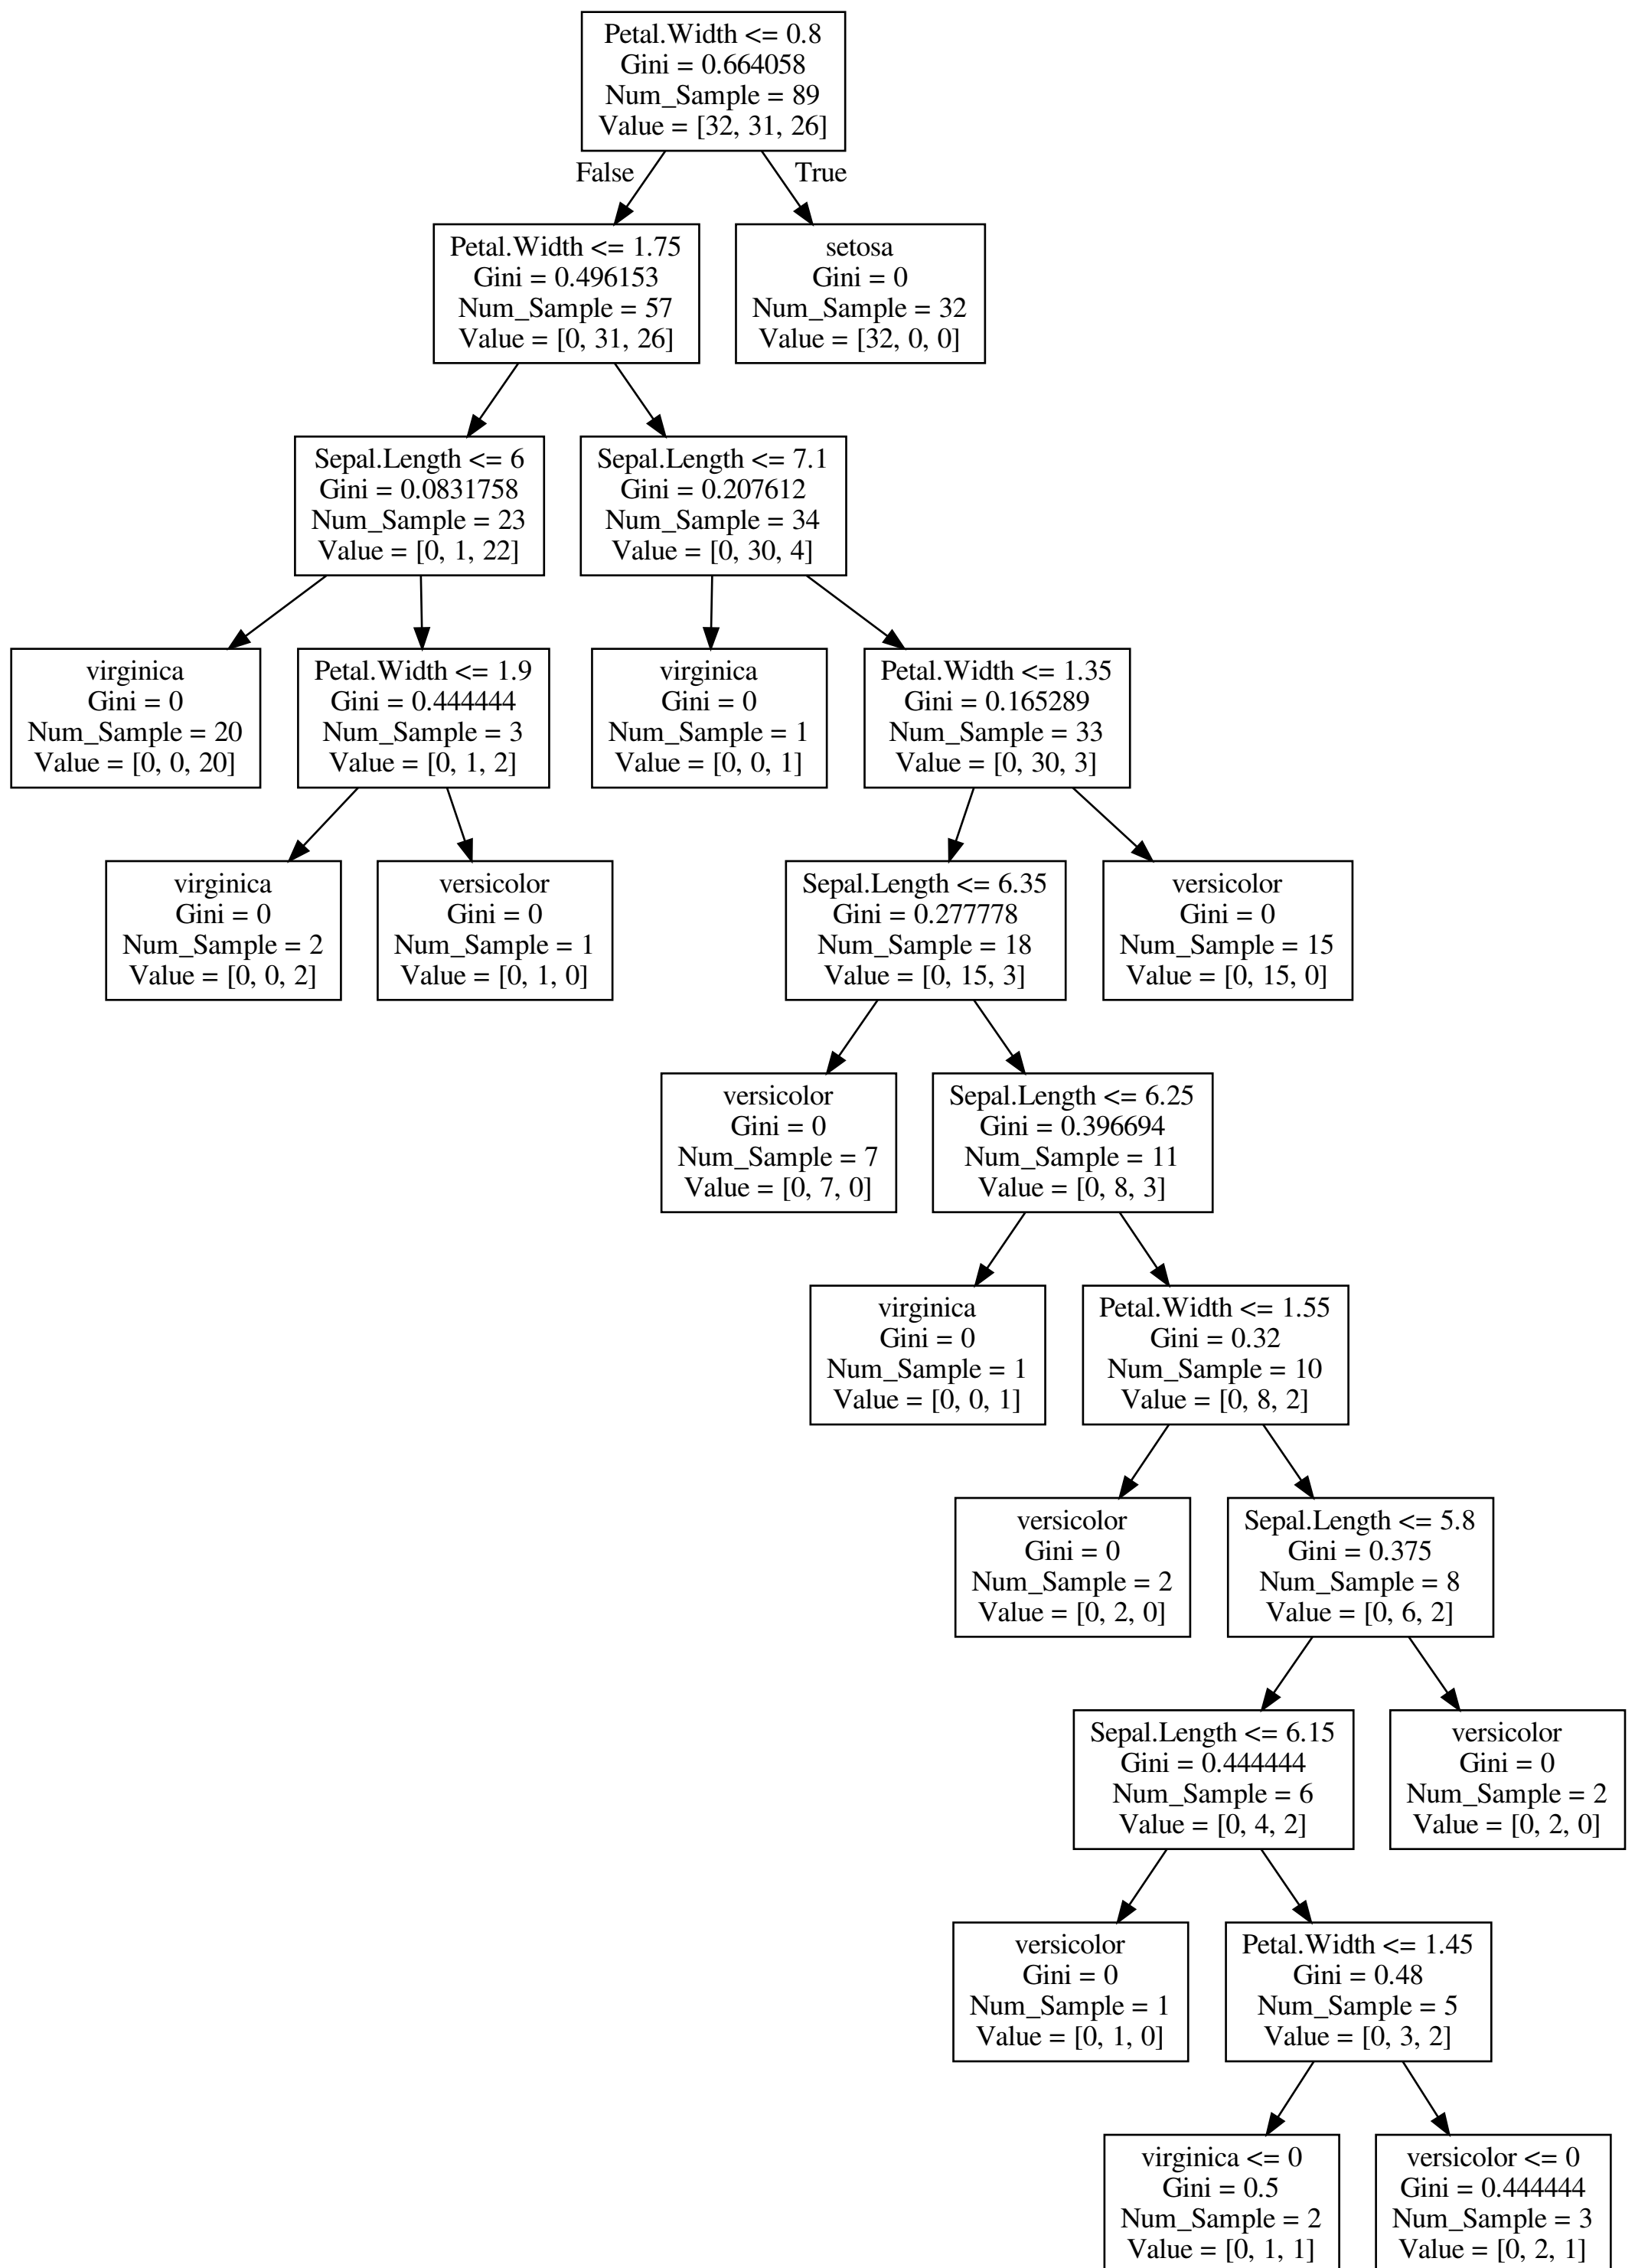 Petal.Width <= 0.8
Gini = 0.664058
Num_Sample = 89
Value = [32, 31, 26]
False
True
Petal.Width <= 1.75
Gini = 0.496153
Num_Sample = 57
Value = [0, 31, 26]
setosa
Gini = 0
Num_Sample = 32
Value = [32, 0, 0]
Sepal.Length <= 6
Gini = 0.0831758
Num_Sample = 23
Value = [0, 1, 22]
Sepal.Length <= 7.1
Gini = 0.207612
Num_Sample = 34
Value = [0, 30, 4]
virginica
Gini = 0
Num_Sample = 20
Value = [0, 0, 20]
Petal.Width <= 1.9
Gini = 0.444444
Num_Sample = 3
Value = [0, 1, 2]
virginica
Gini = 0
Num_Sample = 1
Value = [0, 0, 1]
Petal.Width <= 1.35
Gini = 0.165289
Num_Sample = 33
Value = [0, 30, 3]
virginica
Gini = 0
Num_Sample = 2
Value = [0, 0, 2]
versicolor
Gini = 0
Num_Sample = 1
Value = [0, 1, 0]
Sepal.Length <= 6.35
Gini = 0.277778
Num_Sample = 18
Value = [0, 15, 3]
versicolor
Gini = 0
Num_Sample = 15
Value = [0, 15, 0]
versicolor
Gini = 0
Num_Sample = 7
Value = [0, 7, 0]
Sepal.Length <= 6.25
Gini = 0.396694
Num_Sample = 11
Value = [0, 8, 3]
virginica
Gini = 0
Num_Sample = 1
Value = [0, 0, 1]
Petal.Width <= 1.55
Gini = 0.32
Num_Sample = 10
Value = [0, 8, 2]
versicolor
Gini = 0
Num_Sample = 2
Value = [0, 2, 0]
Sepal.Length <= 5.8
Gini = 0.375
Num_Sample = 8
Value = [0, 6, 2]
Sepal.Length <= 6.15
Gini = 0.444444
Num_Sample = 6
Value = [0, 4, 2]
versicolor
Gini = 0
Num_Sample = 2
Value = [0, 2, 0]
versicolor
Gini = 0
Num_Sample = 1
Value = [0, 1, 0]
Petal.Width <= 1.45
Gini = 0.48
Num_Sample = 5
Value = [0, 3, 2]
virginica <= 0
Gini = 0.5
Num_Sample = 2
Value = [0, 1, 1]
versicolor <= 0
Gini = 0.444444
Num_Sample = 3
Value = [0, 2, 1]